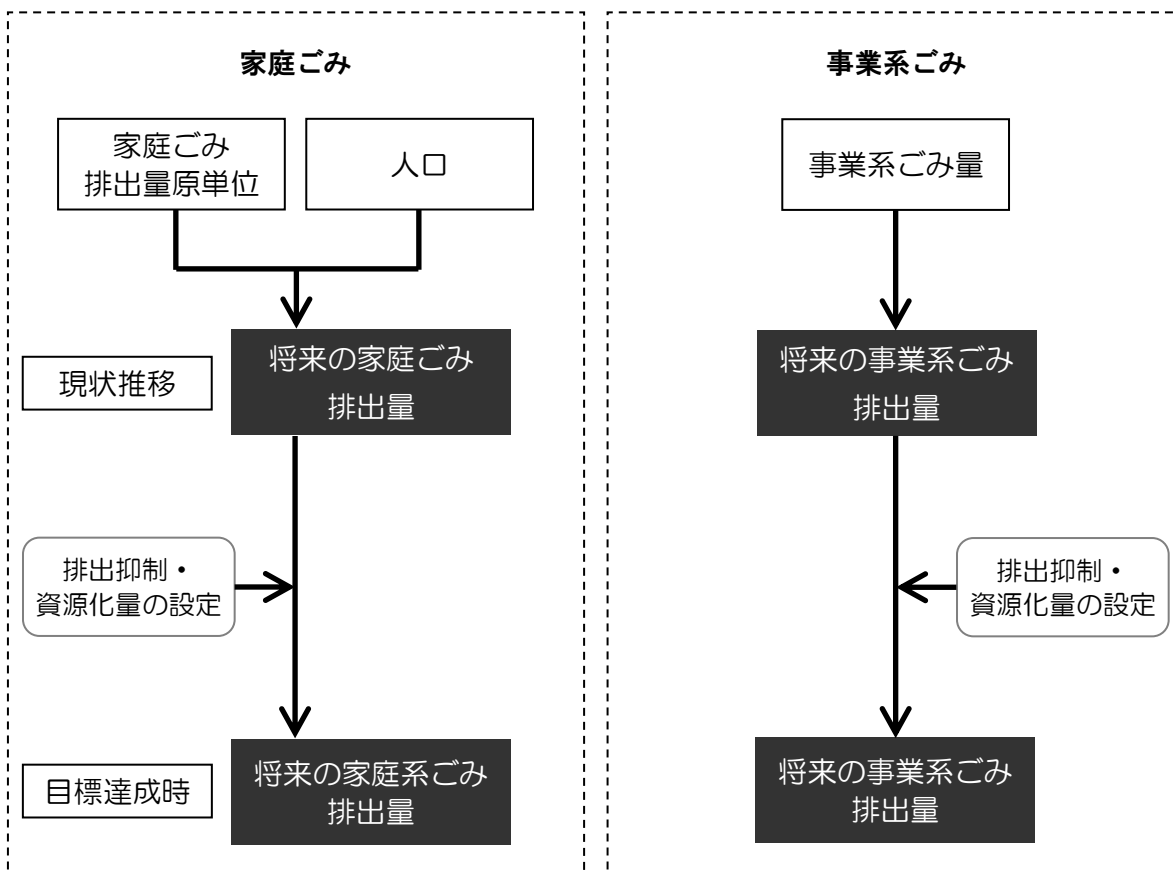 家庭ごみ
家庭ごみ
排出量原単位
人口
現状推移
将来の家庭ごみ
排出量
排出抑制・
資源化量の設定
目標達成時
将来の家庭系ごみ
排出量
事業系ごみ
事業系ごみ量
将来の事業系ごみ
排出量
排出抑制・
資源化量の設定
将来の事業系ごみ
排出量